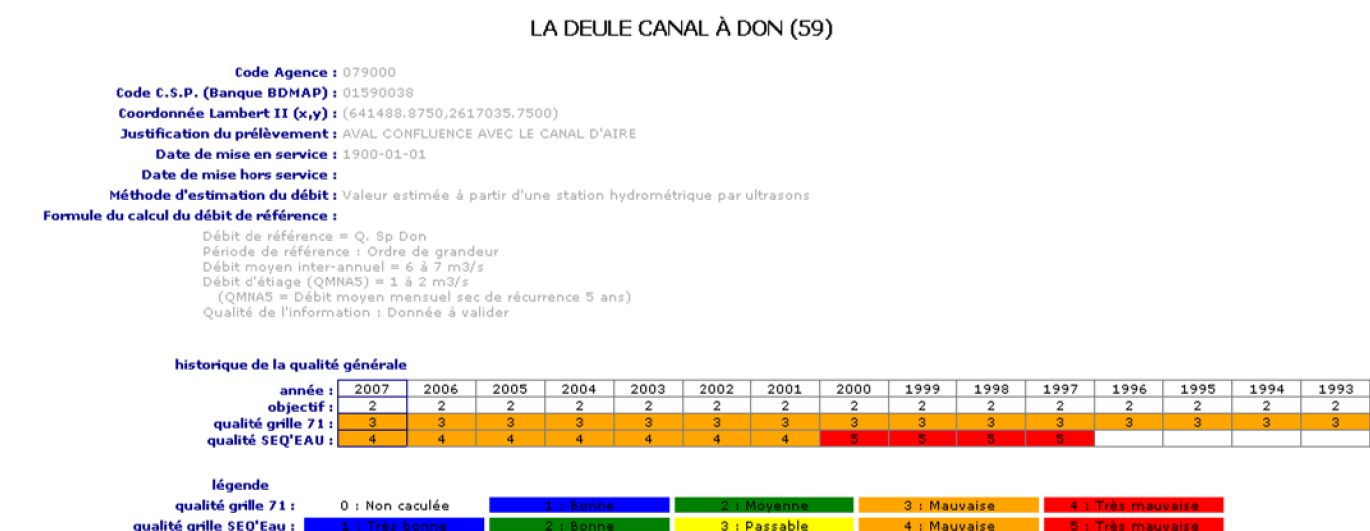 LA DEULE CANAL À DON (59)
Code Agence : 079000
Code C.S.P. (Banque BDMAP) : 01590038
Coordonnée Lambert II (x,y) : (641488.8750,2617035.7500)
Justification du prélèvement : AVAL CONFLUENCE AVEC LE CANAL D'AIRE
Date de mise en service : 1900-01-01
Date de mise hors service :
Méthode d'estimation du débit : Valeur estimée à partir d'une station hydrométrique par ultrasons
Formule du calcul du débit de référence :
Débit de référence = Q. Sp Don
Période de référence : Ordre de grandeur
Débit moyen inter-annuel = 6 à 7 m3/s
Débit d'étiage (QMNA5) = 1 à 2 m3/s
(QMNA5 = Débit moyen mensuel sec de récurrence 5 ans)
Qualité de l'information : Donnée à valider
historique de la qualité générale
année : 2007 2006 2005 2004 2003 2002 2001 2000 1999 1998 1997 1996 1995 1994 1993
objectif : 2 2 2 2 2 2 2 2 2 2 2 2 2 2 2
qualité grille 71 : 3 3 3 3 3 3 3 3 3 3 3 3 3 3 3
qualité SEQ'EAU : 4 4 4 4 4 4 4 5 5 5 5
légende
qualité grille 71 : 0 : Non caculée 1 : Bonne 2 : Moyenne 3 : Mauvaise 4 : Très mauvaise
qualité grille SEQ'Eau : 1 : Très bonne 2 : Bonne 3 : Passable 4 : Mauvaise 5 : Très mauvaise